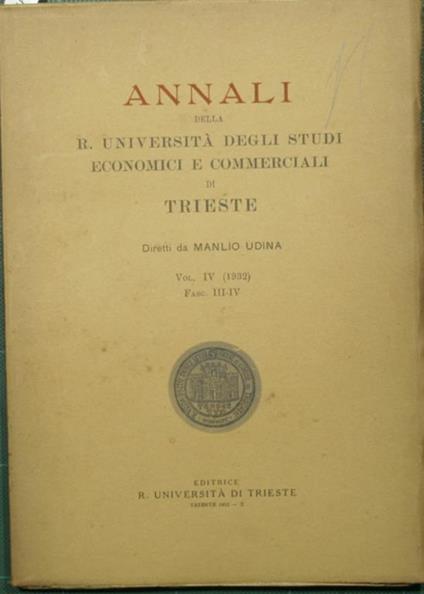 ANNALI
DELLA
R. UNIVERSITÀ DEGLI STUDI
ECONOMICI E COMMERCIALI
DI
TRIESTE
Diretti da MANLIO UDINA
VOL. IV (1932)
FASC. III-IV
EDITRICE
R. UNIVERSITÀ DI TRIESTE
TRIESTE